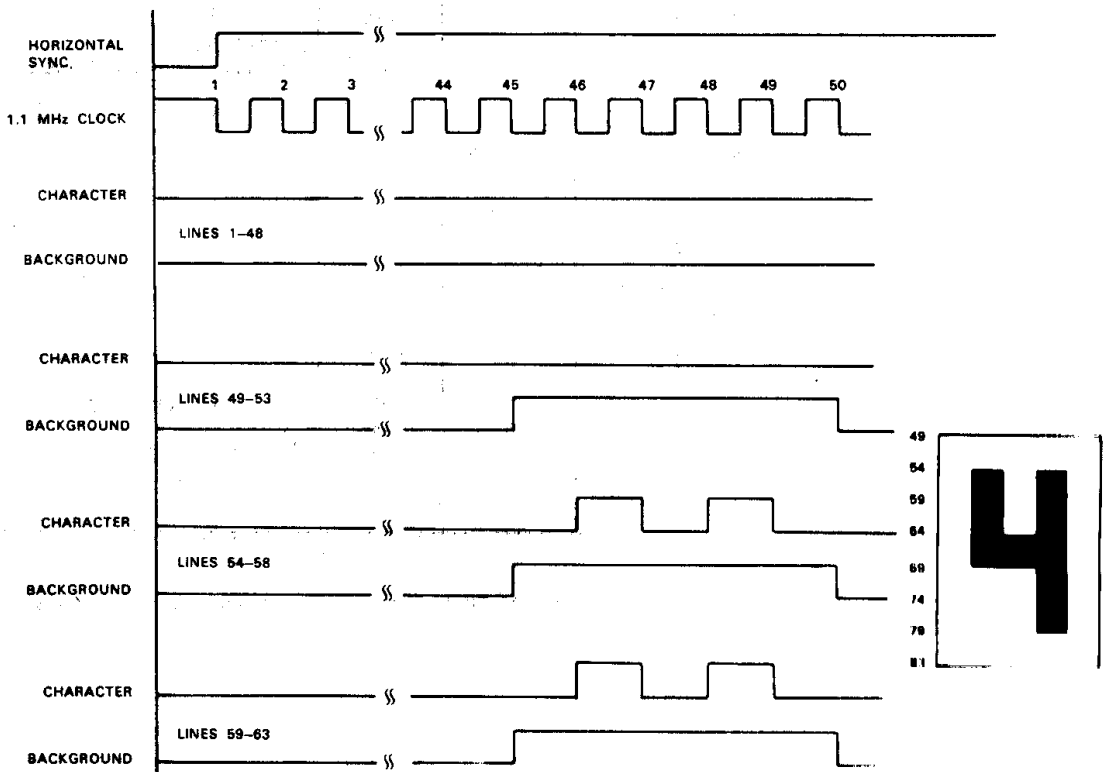 HORIZONTAL
SYNC.
1 2 3 44 45 46 47 48 49 50
1.1 MHz CLOCK
CHARACTER
LINES 1–48
BACKGROUND
CHARACTER
LINES 49–53
BACKGROUND
49
54
59
CHARACTER
64
LINES 54–58
69
BACKGROUND
74
79
4
CHARACTER
LINES 59–63
BACKGROUND